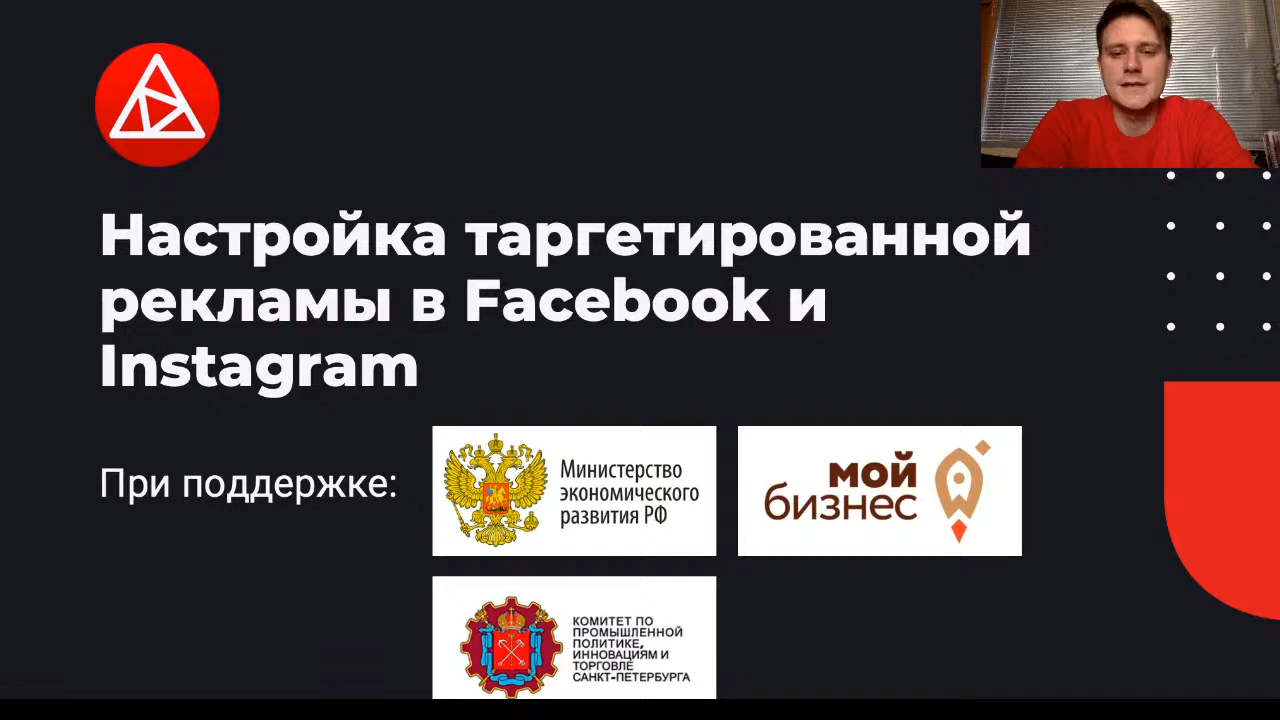 Настройка таргетированной
рекламы в Facebook и
Instagram
При поддержке:
Министерство
экономического
развития РФ
мой
бизнес
КОМИТЕТ ПО
ПРОМЫШЛЕННОЙ
ПОЛИТИКЕ,
ИННОВАЦИЯМ И
ТОРГОВЛЕ
САНКТ-ПЕТЕРБУРГА